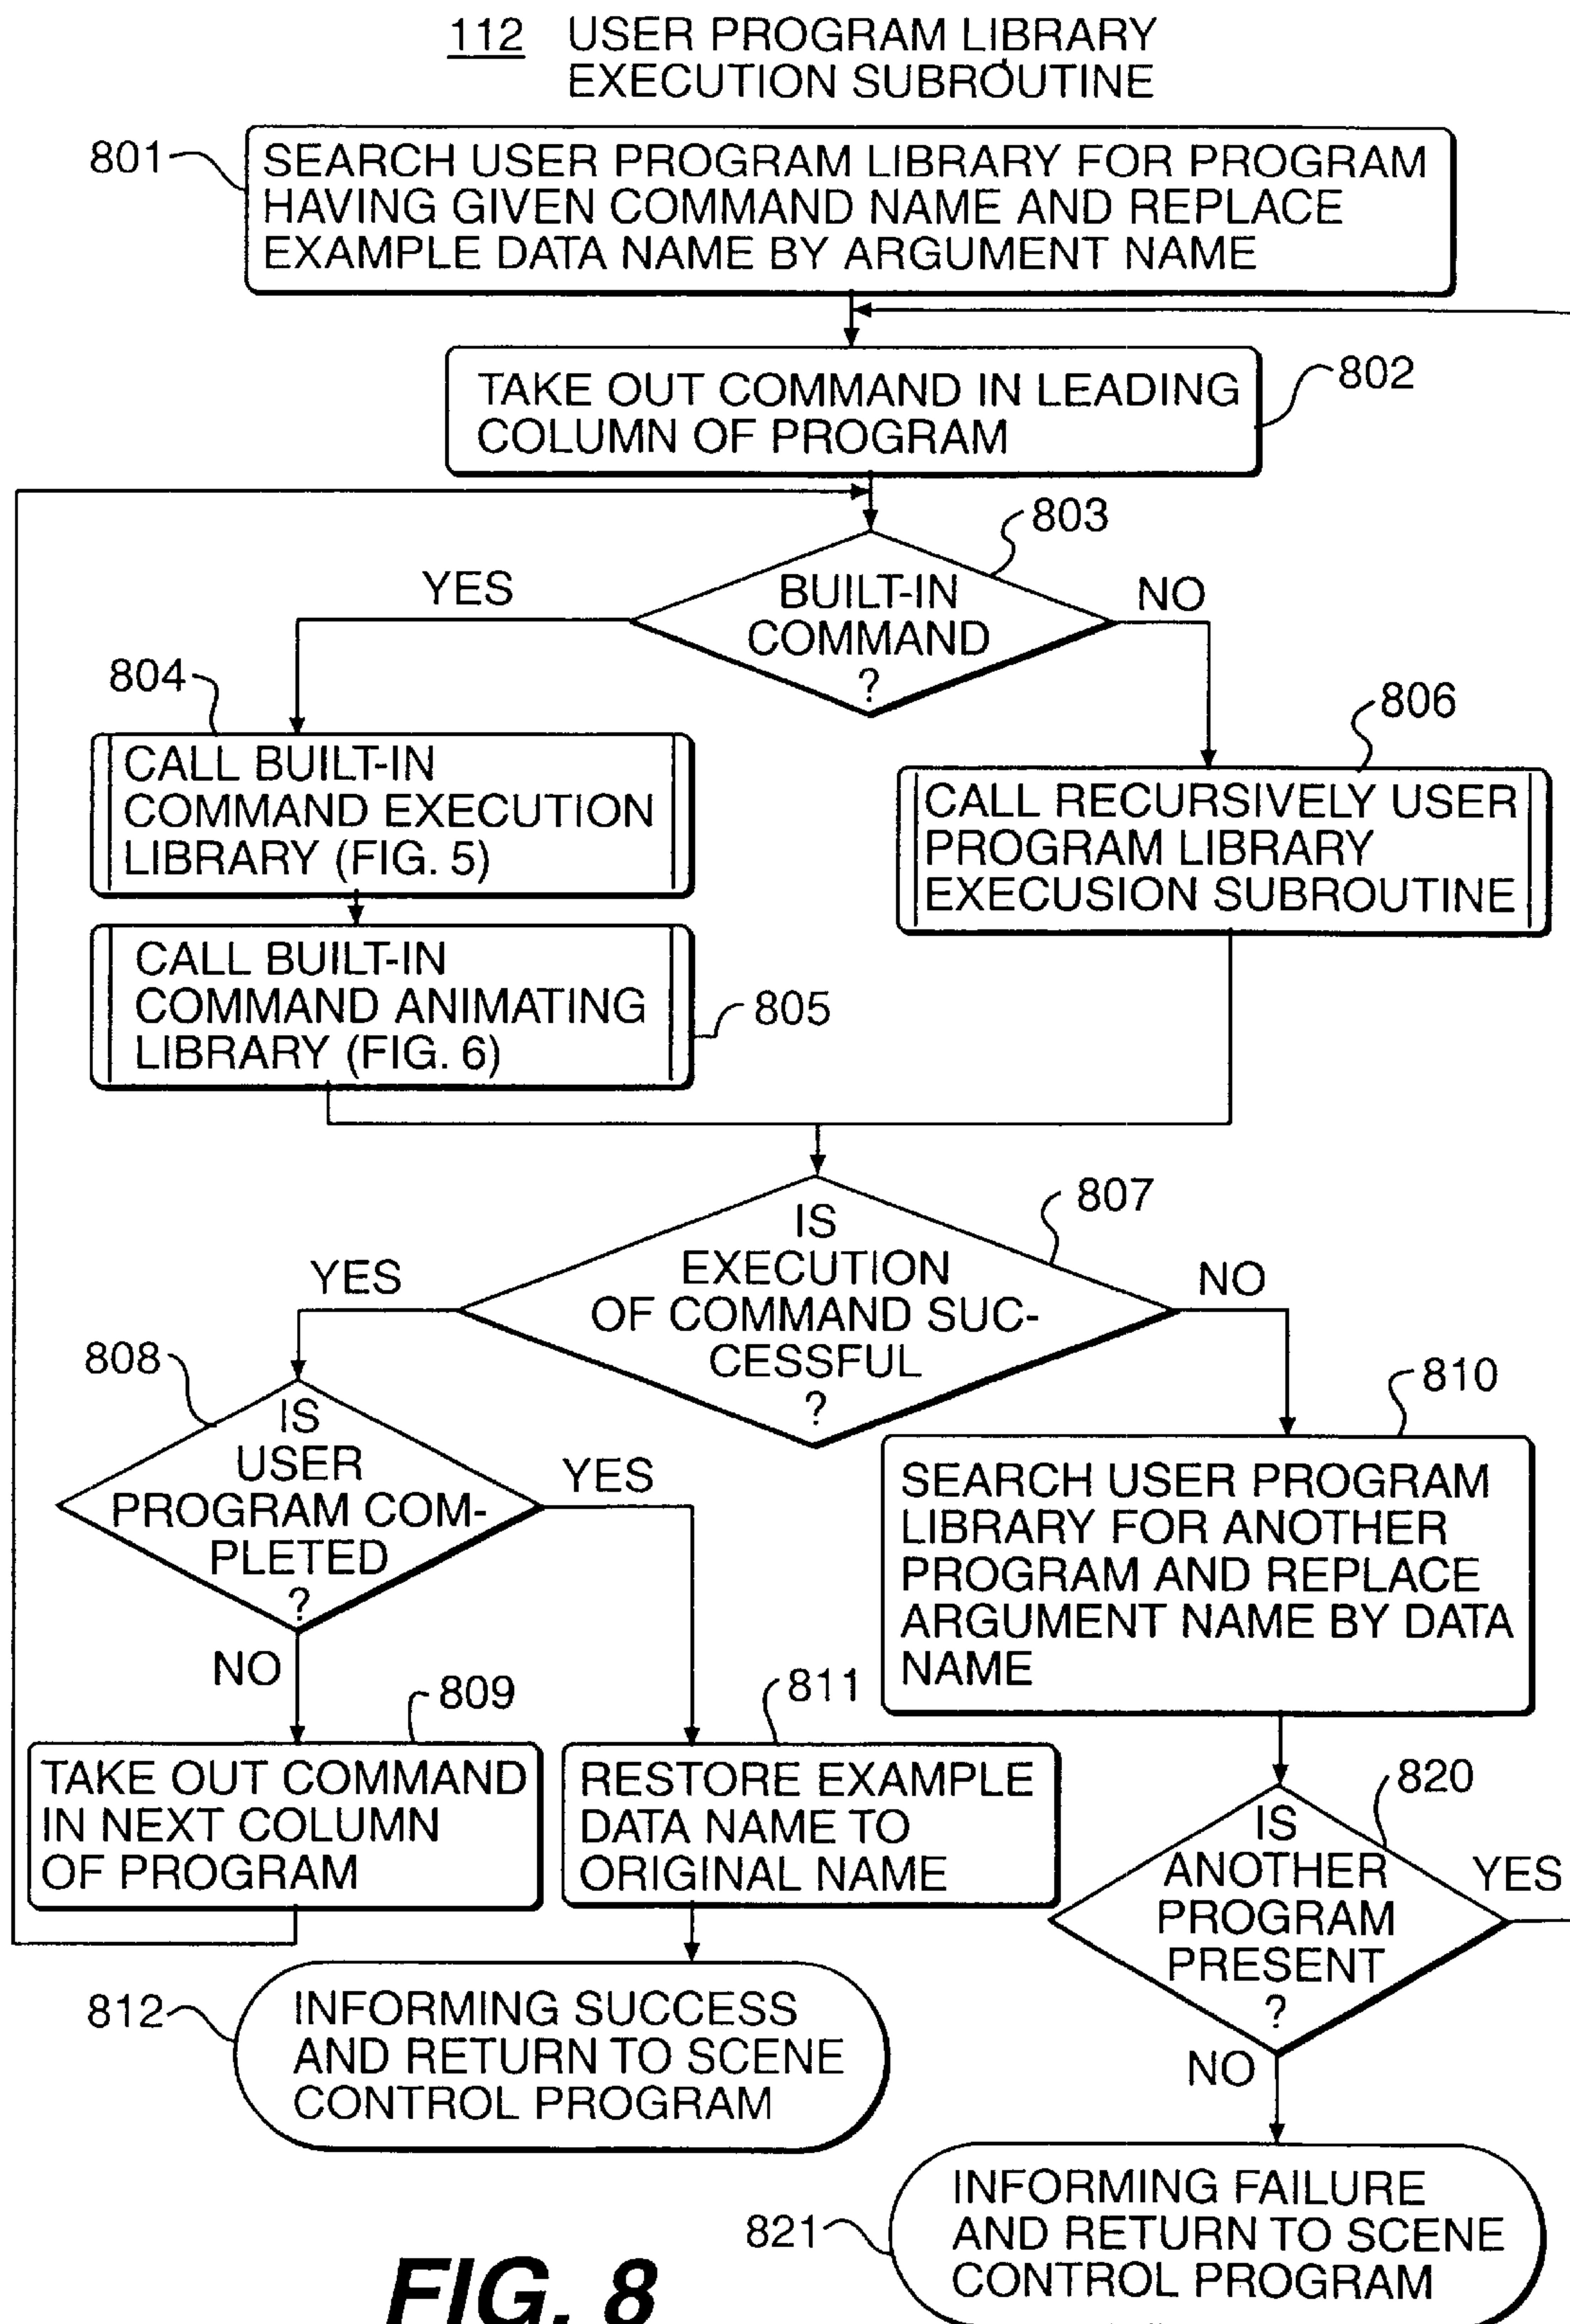 112 USER PROGRAM LIBRARY
EXECUTION SUBROUTINE
801
SEARCH USER PROGRAM LIBRARY FOR PROGRAM
HAVING GIVEN COMMAND NAME AND REPLACE
EXAMPLE DATA NAME BY ARGUMENT NAME
802
TAKE OUT COMMAND IN LEADING
COLUMN OF PROGRAM
803
YES
BUILT-IN
COMMAND
?
NO
804
CALL BUILT-IN
COMMAND EXECUTION
LIBRARY (FIG. 5)
806
CALL RECURSIVELY USER
PROGRAM LIBRARY
EXECUSION SUBROUTINE
CALL BUILT-IN
COMMAND ANIMATING
LIBRARY (FIG. 6)
805
807
IS
EXECUTION
OF COMMAND SUC-
CESSFUL
?
YES
NO
808
IS
USER
PROGRAM COM-
PLETED
?
YES
NO
810
SEARCH USER PROGRAM
LIBRARY FOR ANOTHER
PROGRAM AND REPLACE
ARGUMENT NAME BY DATA
NAME
809
TAKE OUT COMMAND
IN NEXT COLUMN
OF PROGRAM
811
RESTORE EXAMPLE
DATA NAME TO
ORIGINAL NAME
820
IS
ANOTHER
PROGRAM
PRESENT
?
YES
NO
812
INFORMING SUCCESS
AND RETURN TO SCENE
CONTROL PROGRAM
821
INFORMING FAILURE
AND RETURN TO SCENE
CONTROL PROGRAM
FIG. 8